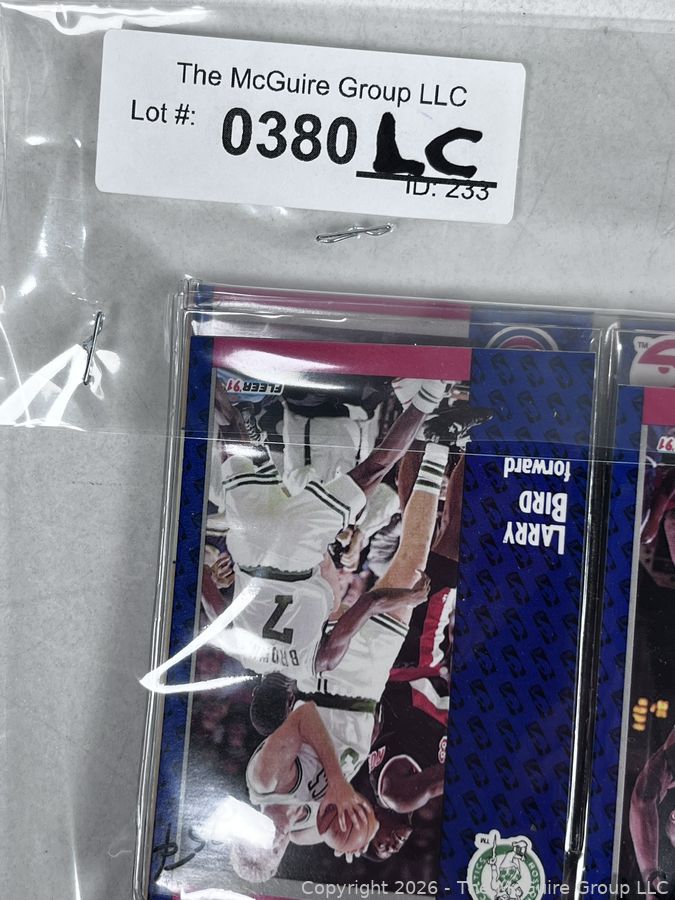 The McGuire Group LLC
Lot #: 0380 LC
ID: 233
FLEER '91
LARRY
BIRD
forward
7
BROWN
Copyright 2026 - The McGuire Group LLC